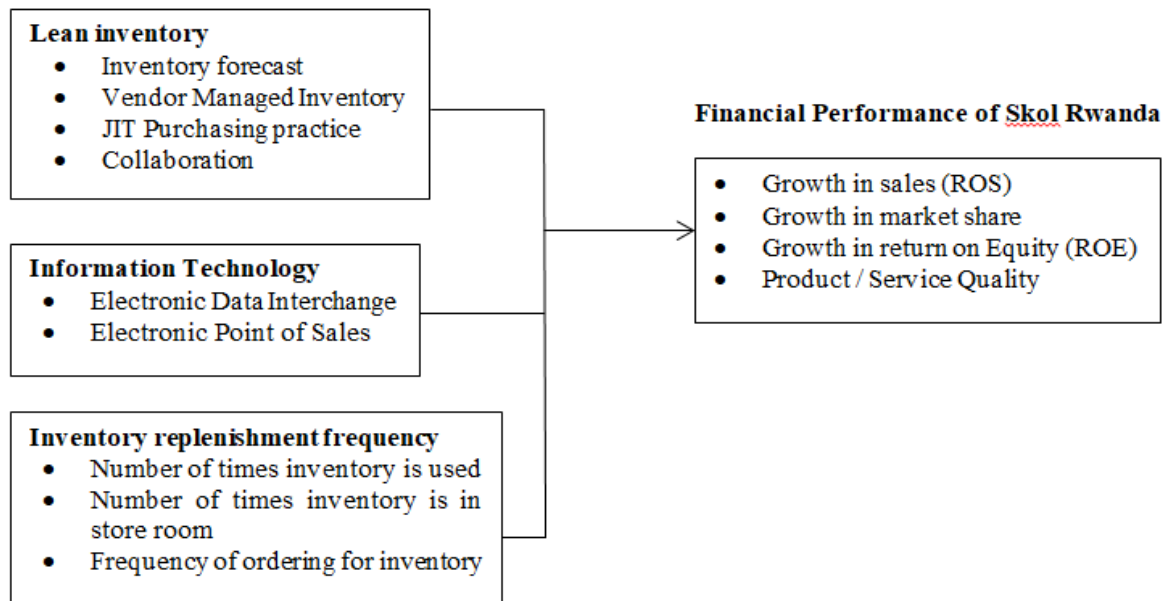 Lean inventory
• Inventory forecast
• Vendor Managed Inventory
• JIT Purchasing practice
• Collaboration
Information Technology
• Electronic Data Interchange
• Electronic Point of Sales
Inventory replenishment frequency
• Number of times inventory is used
• Number of times inventory is in
store room
• Frequency of ordering for inventory
Financial Performance of Skol Rwanda
• Growth in sales (ROS)
• Growth in market share
• Growth in return on Equity (ROE)
• Product / Service Quality